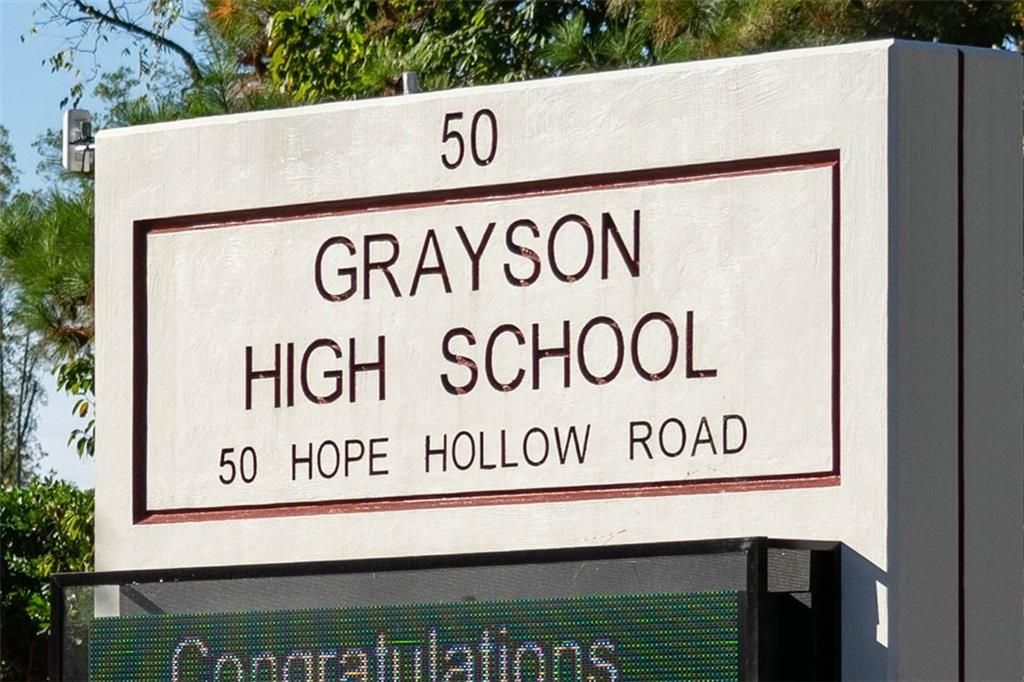 50
GRAYSON
HIGH SCHOOL
50 HOPE HOLLOW ROAD
Congratulations